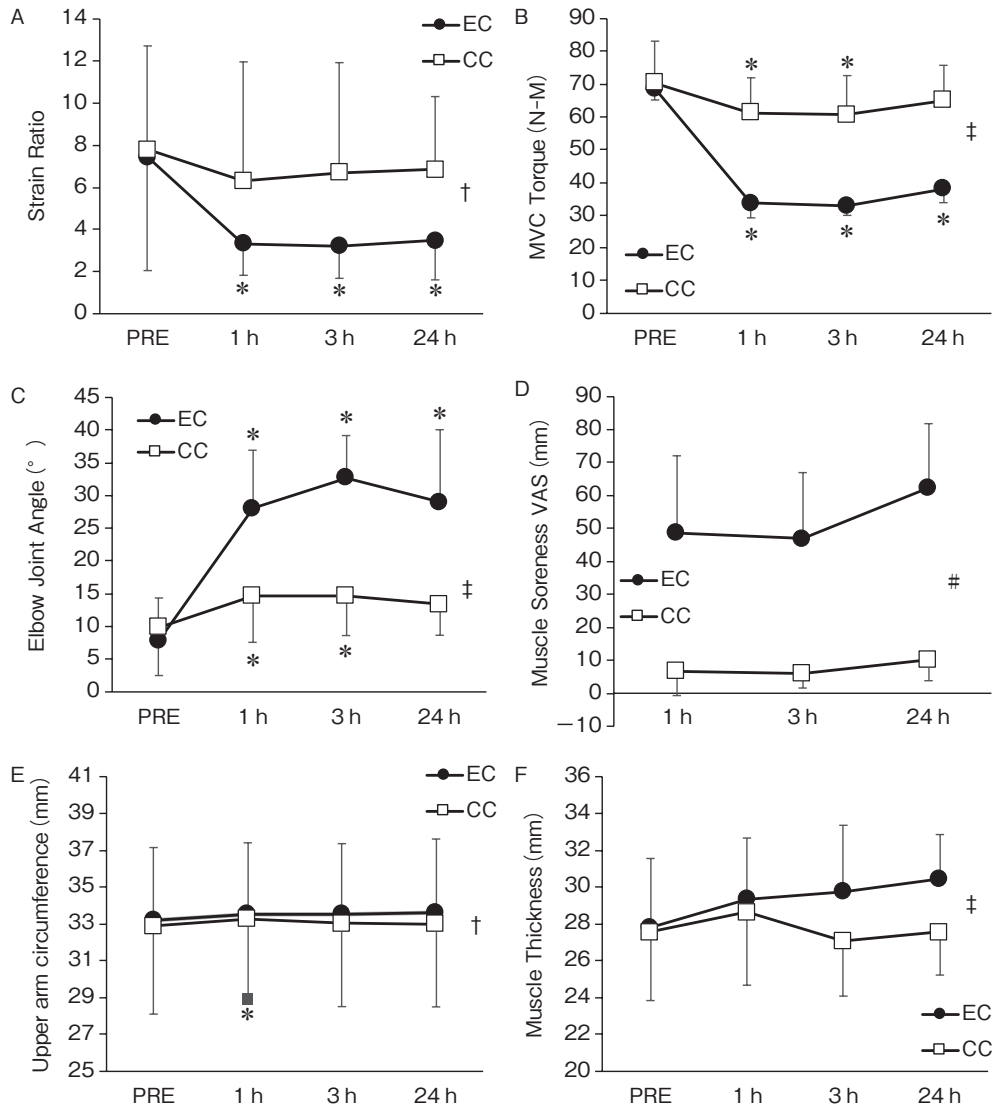 A
Strain Ratio
14
12
10
8
6
4
2
0
EC
CC
†
* * *
PRE 1 h 3 h 24 h
B
MVC Torque (N-M)
90
80
70
60
50
40
30
20
10
0
* *
‡
* * *
EC
CC
PRE 1 h 3 h 24 h
C
Elbow Joint Angle (°)
45
40
35
30
25
20
15
10
5
0
EC
CC
* * *
‡
* *
PRE 1 h 3 h 24 h
D
Muscle Soreness VAS (mm)
90
80
70
60
50
40
30
20
10
0
−10
EC
CC
#
1 h 3 h 24 h
E
Upper arm circumference (mm)
41
39
37
35
33
31
29
27
25
EC
CC
†
*
PRE 1 h 3 h 24 h
F
Muscle Thickness (mm)
36
34
32
30
28
26
24
22
20
‡
EC
CC
PRE 1 h 3 h 24 h